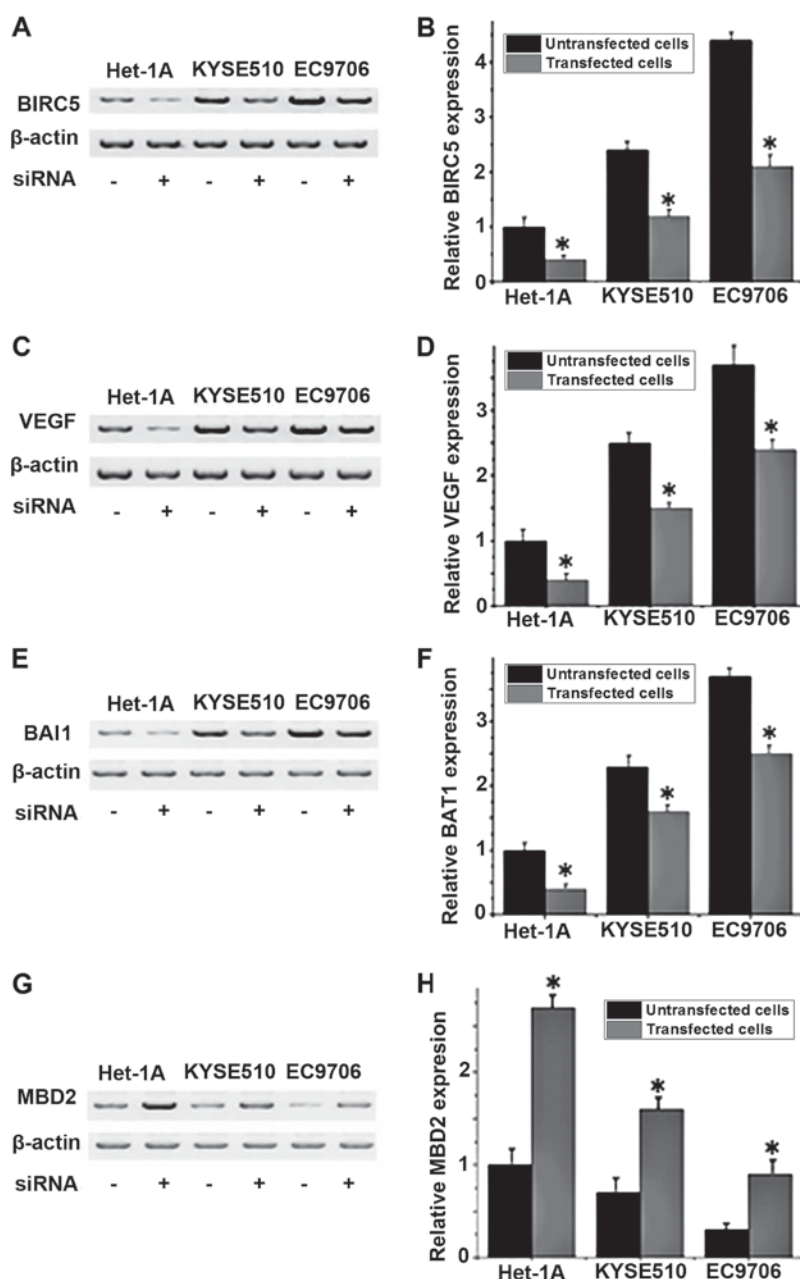 A
Het-1A KYSE510 EC9706
BIRC5
β-actin
siRNA - + - + - +
B
Relative BIRC5 expression
Untransfected cells
Transfected cells
4
2
1
0
* * *
Het-1A KYSE510 EC9706
C
Het-1A KYSE510 EC9706
VEGF
β-actin
siRNA - + - + - +
D
Relative VEGF expression
Untransfected cells
Transfected cells
3
1
0
* * *
Het-1A KYSE510 EC9706
E
Het-1A KYSE510 EC9706
BAI1
β-actin
siRNA - + - + - +
F
Relative BAT1 expression
Untransfected cells
Transfected cells
3
1
0
* * *
Het-1A KYSE510 EC9706
G
Het-1A KYSE510 EC9706
MBD2
β-actin
siRNA - + - + - +
H
Relative MBD2 expression
Untransfected cells
Transfected cells
2
1
0
* * *
Het-1A KYSE510 EC9706